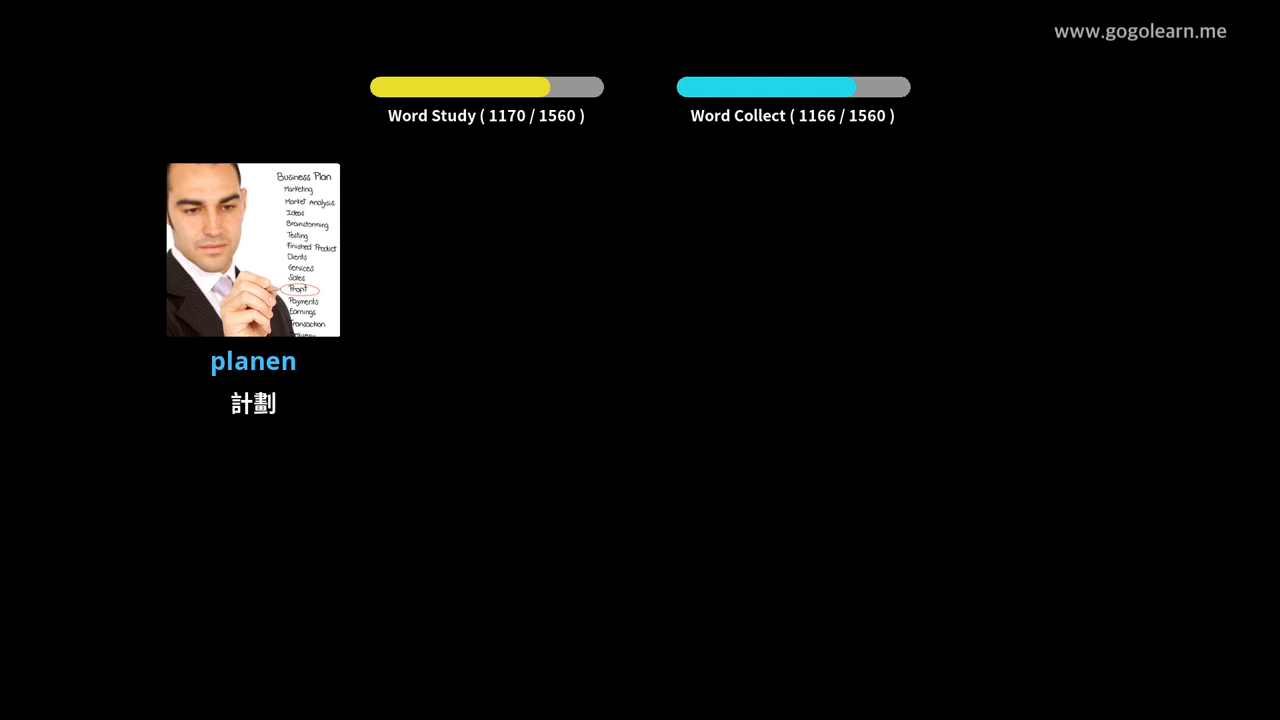 www.gogolearn.me
Word Study ( 1170 / 1560 )
Word Collect ( 1166 / 1560 )
Business Plan
Marketing
Market Analysis
Ideas
Brainstorming
Testing
Finished Product
Clients
Services
Sales
Profit
Payments
Earnings
Transaction
planen
計劃